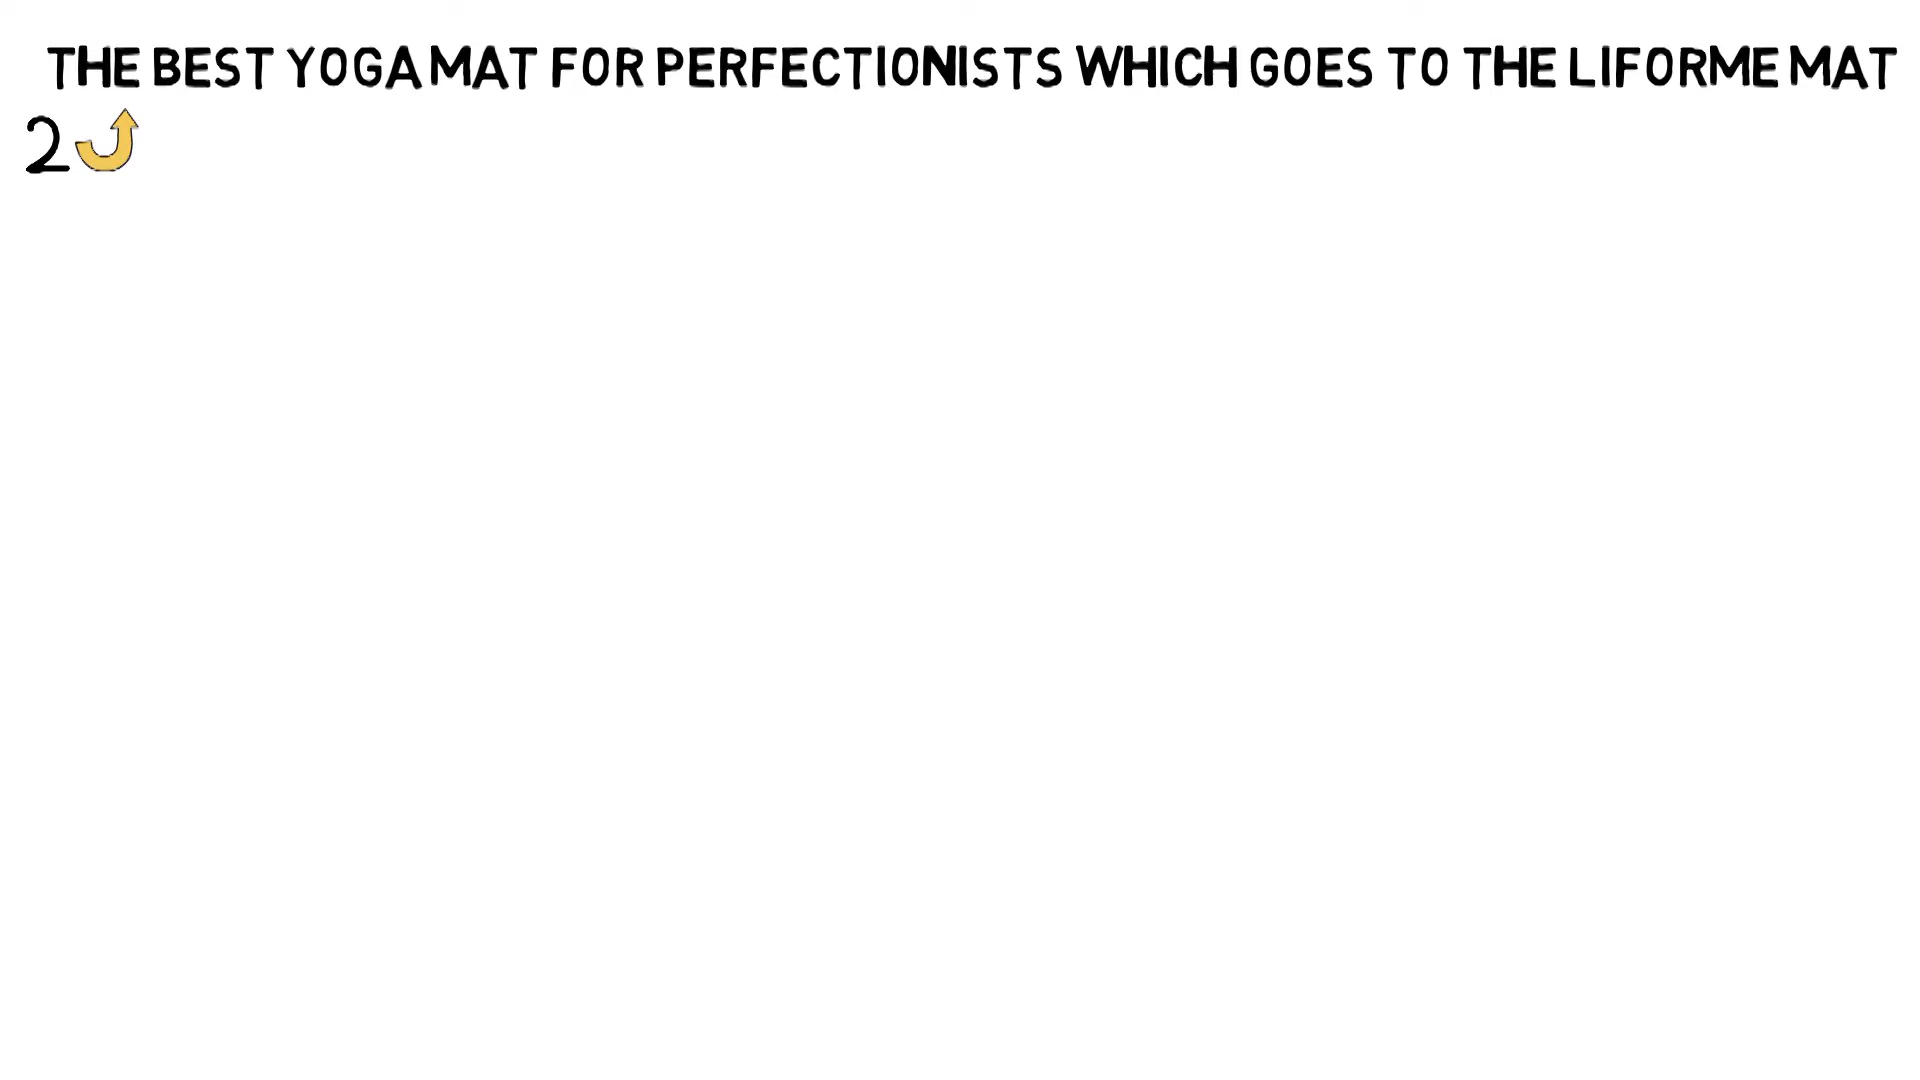 THE BEST YOGA MAT FOR PERFECTIONISTS WHICH GOES TO THE LIFORME MAT
2